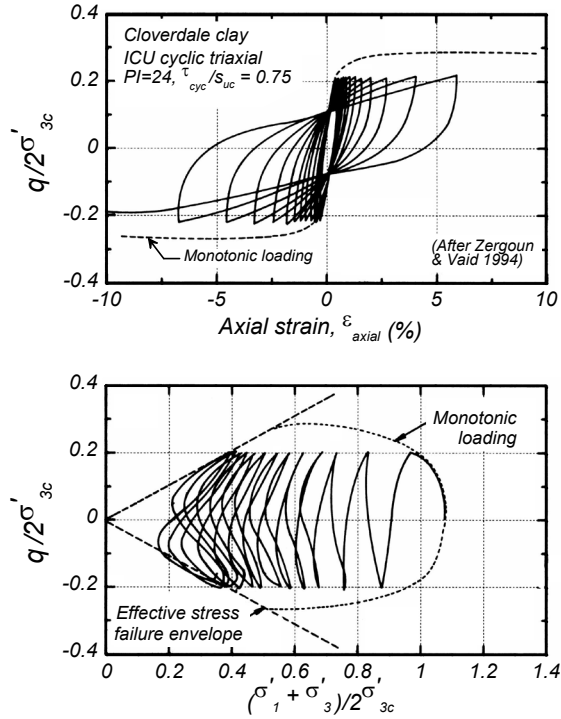 Cloverdale clay
ICU cyclic triaxial
PI=24, τcyc/suc = 0.75
0.4
0.2
0
-0.2
-0.4
q/2σ'3c
Monotonic loading
(After Zergoun
& Vaid 1994)
-10 -5 0 5 10
Axial strain, εaxial (%)
0.4
0.2
0
-0.2
-0.4
q/2σ'3c
Monotonic
loading
Effective stress
failure envelope
0 0.2 0.4 0.6 0.8 1 1.2 1.4
(σ'1 + σ'3)/2σ'3c